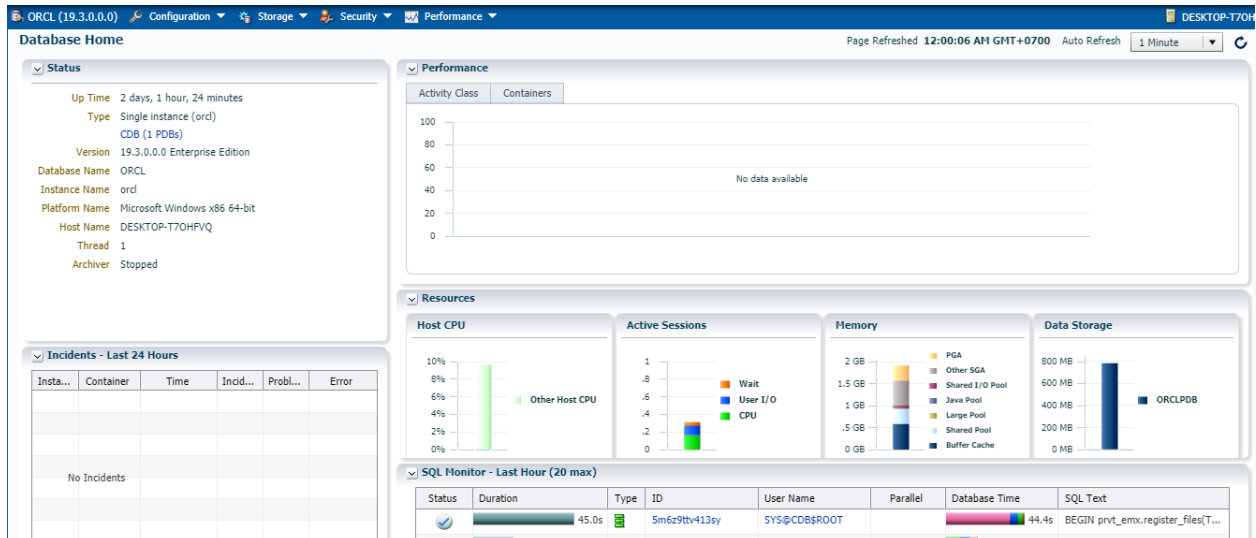 ORCL (19.3.0.0.0) Configuration Storage Security Performance DESKTOP-T7OH
Database Home
Page Refreshed 12:00:06 AM GMT+0700 Auto Refresh 1 Minute
Status
Up Time 2 days, 1 hour, 24 minutes
Type Single instance (orcl)
CDB (1 PDBs)
Version 19.3.0.0.0 Enterprise Edition
Database Name ORCL
Instance Name orcl
Platform Name Microsoft Windows x86 64-bit
Host Name DESKTOP-T7OHFVQ
Thread 1
Archiver Stopped
Performance
Activity Class Containers
100
80
60
40
20
0
No data available
Resources
Host CPU
10%
8%
6%
4%
2%
0%
Other Host CPU
Active Sessions
1
.8
.6
.4
.2
0
Wait
User I/O
CPU
Memory
2 GB
1.5 GB
1 GB
.5 GB
0 GB
PGA
Other SGA
Shared I/O Pool
Java Pool
Large Pool
Shared Pool
Buffer Cache
Data Storage
800 MB
600 MB
400 MB
200 MB
0 MB
ORCLPDB
Incidents - Last 24 Hours
Insta... Container Time Incid... Probl... Error
No Incidents
SQL Monitor - Last Hour (20 max)
Status Duration Type ID User Name Parallel Database Time SQL Text
45.0s 5m6z9ttv413sy SYS@CDB$ROOT 44.4s BEGIN prvt_emx.register_files(T...